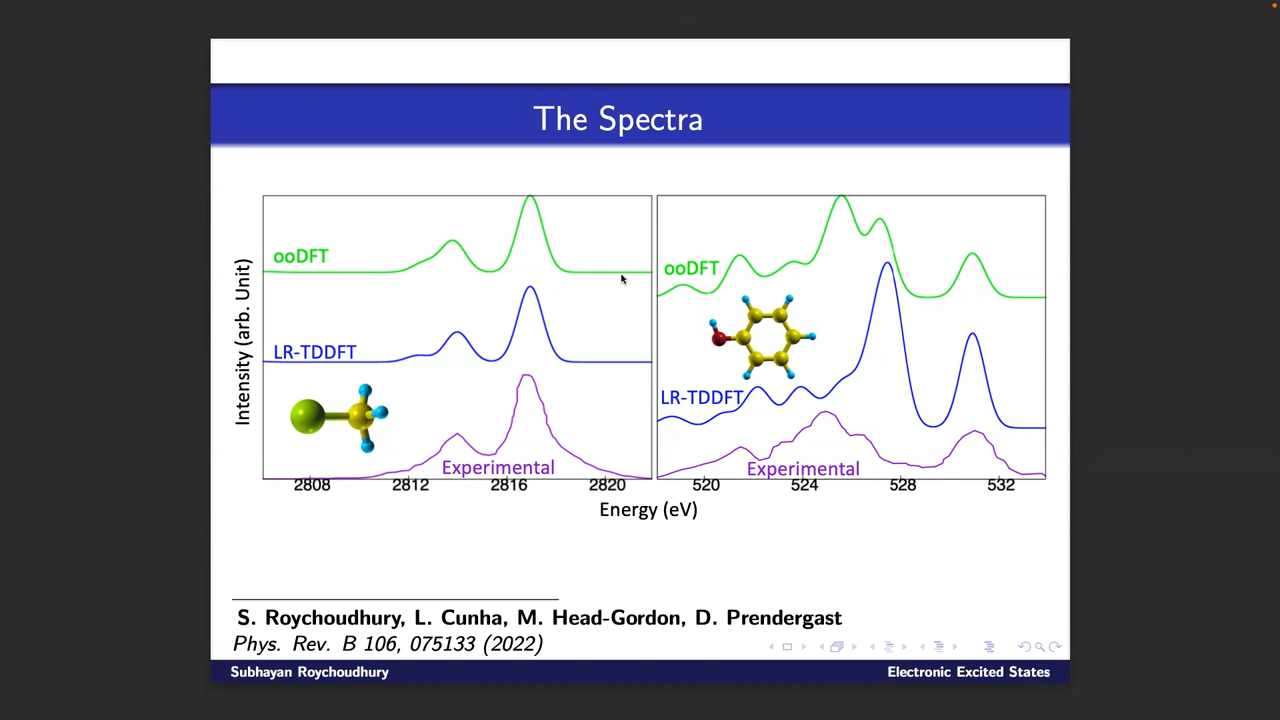 The Spectra
Intensity (arb. Unit)
ooDFT
LR-TDDFT
Experimental
2808 2812 2816 2820
ooDFT
LR-TDDFT
Experimental
520 524 528 532
Energy (eV)
S. Roychoudhury, L. Cunha, M. Head-Gordon, D. Prendergast
Phys. Rev. B 106, 075133 (2022)
Subhayan Roychoudhury
Electronic Excited States